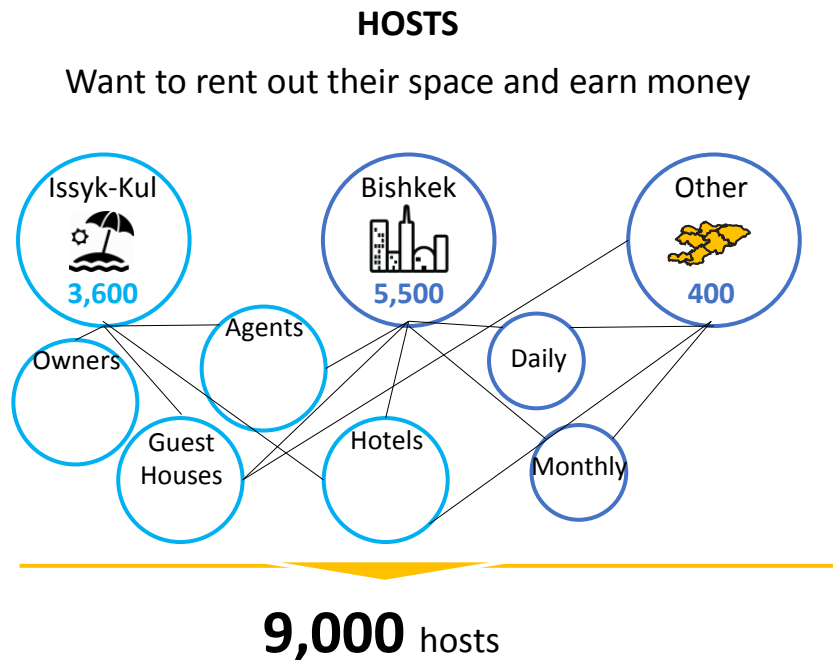 HOSTS
Want to rent out their space and earn money
Issyk-Kul
3,600
Bishkek
5,500
Other
400
Owners
Agents
Guest
Houses
Hotels
Daily
Monthly
9,000 hosts